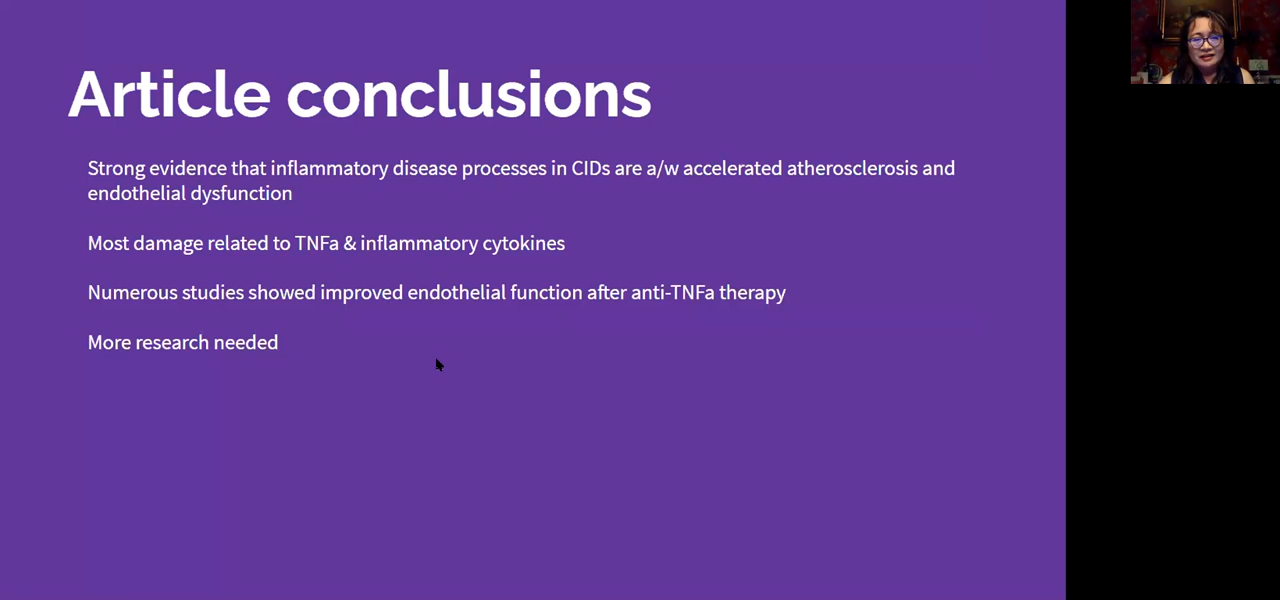 Article conclusions
Strong evidence that inflammatory disease processes in CIDs are a/w accelerated atherosclerosis and
endothelial dysfunction
Most damage related to TNFa & inflammatory cytokines
Numerous studies showed improved endothelial function after anti-TNFa therapy
More research needed